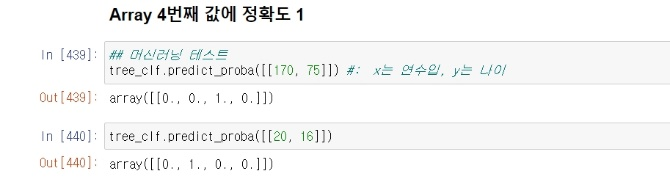 Array 4번째 값에 정확도 1
In [439]: ## 머신러닝 테스트
tree_clf.predict_proba([[170, 75]]) #: x는 연수입, y는 나이
Out[439]: array([[0., 0., 1., 0.]])
In [440]: tree_clf.predict_proba([[20, 16]])
Out[440]: array([[0., 1., 0., 0.]])